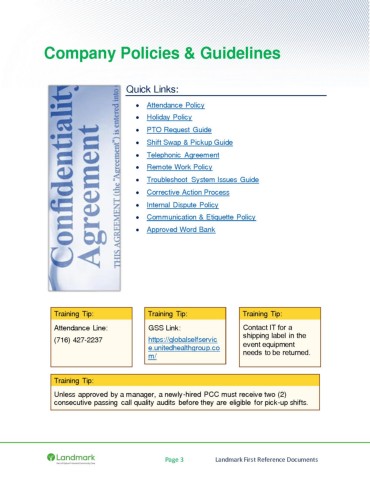 Company Policies & Guidelines
Confidentiality
Agreement
THIS AGREEMENT (the "Agreement") is entered into
Quick Links:
• Attendance Policy
• Holiday Policy
• PTO Request Guide
• Shift Swap & Pickup Guide
• Telephonic Agreement
• Remote Work Policy
• Troubleshoot System Issues Guide
• Corrective Action Process
• Internal Dispute Policy
• Communication & Etiquette Policy
• Approved Word Bank
Training Tip:
Attendance Line:
(716) 427-2237
Training Tip:
GSS Link:
https://globalselfservic
e.unitedhealthgroup.co
m/
Training Tip:
Contact IT for a
shipping label in the
event equipment
needs to be returned.
Training Tip:
Unless approved by a manager, a newly-hired PCC must receive two (2)
consecutive passing call quality audits before they are eligible for pick-up shifts.
Landmark
Page 3
Landmark First Reference Documents